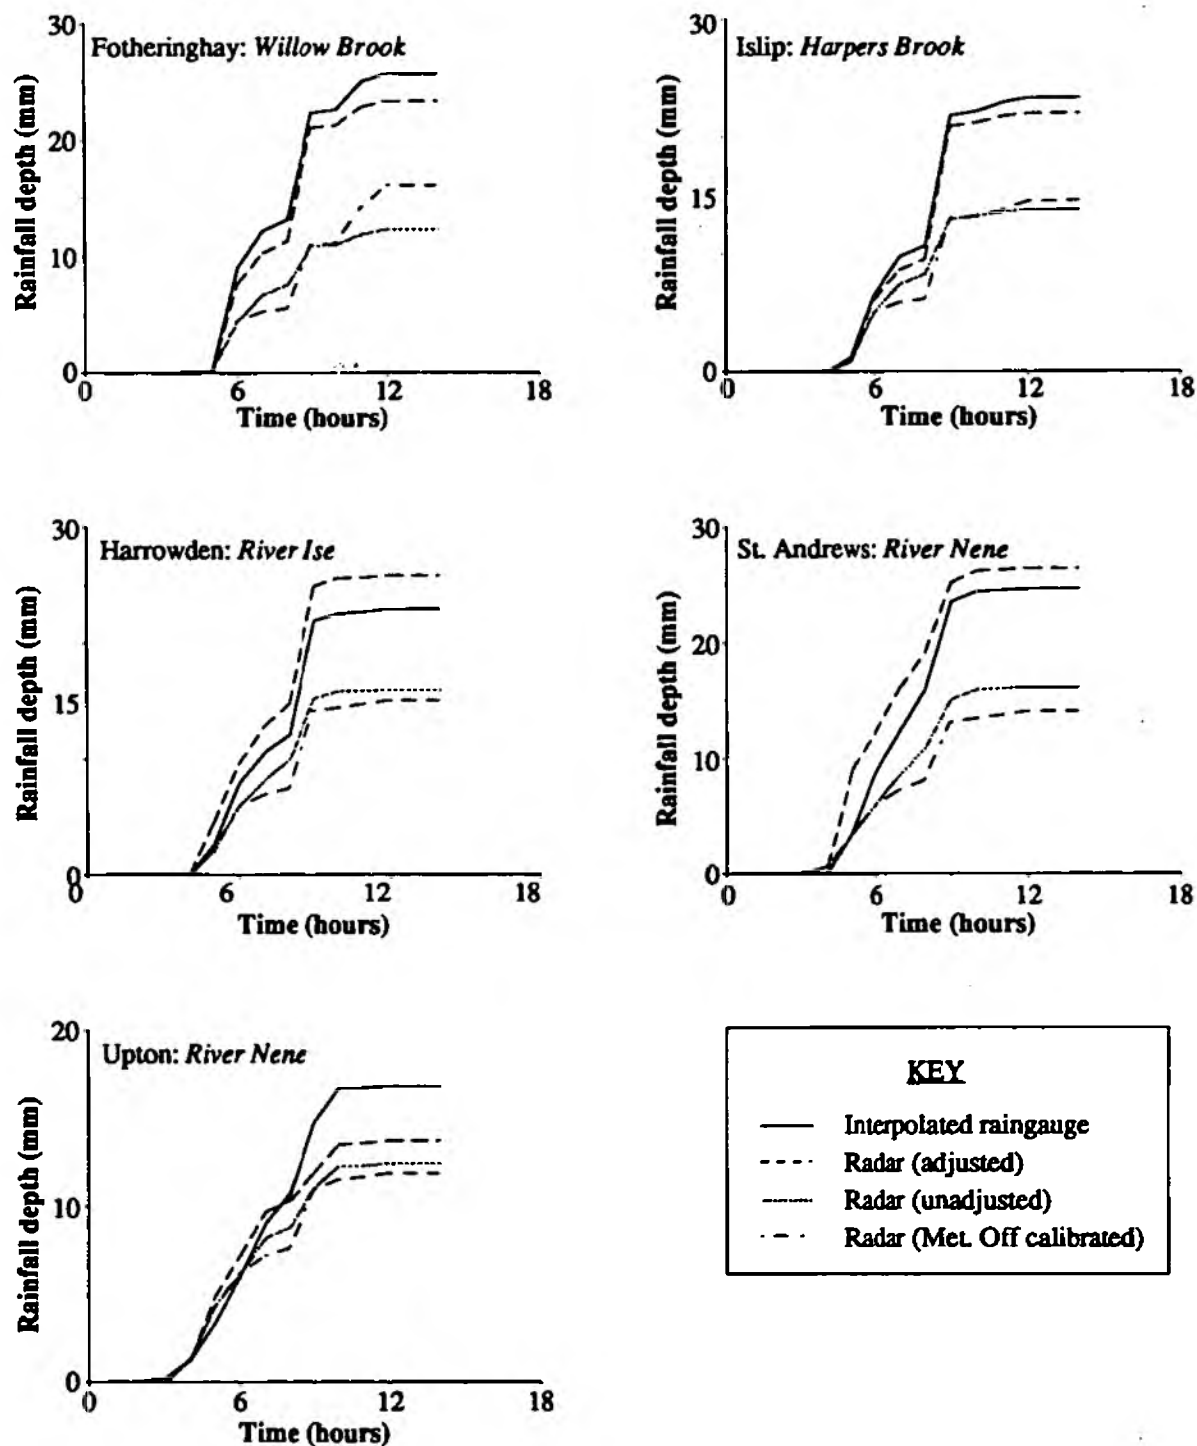 Fotheringhay: Willow Brook
Rainfall depth (mm)
30
20
10
0
0 6 12 18
Time (hours)
Islip: Harpers Brook
Rainfall depth (mm)
30
15
0
0 6 12 18
Time (hours)
Harrowden: River Ise
Rainfall depth (mm)
30
15
0
0 6 12 18
Time (hours)
St. Andrews: River Nene
Rainfall depth (mm)
30
20
10
0
0 6 12 18
Time (hours)
Upton: River Nene
Rainfall depth (mm)
20
10
0
0 6 12 18
Time (hours)
KEY
Interpolated raingauge
Radar (adjusted)
Radar (unadjusted)
Radar (Met. Off calibrated)